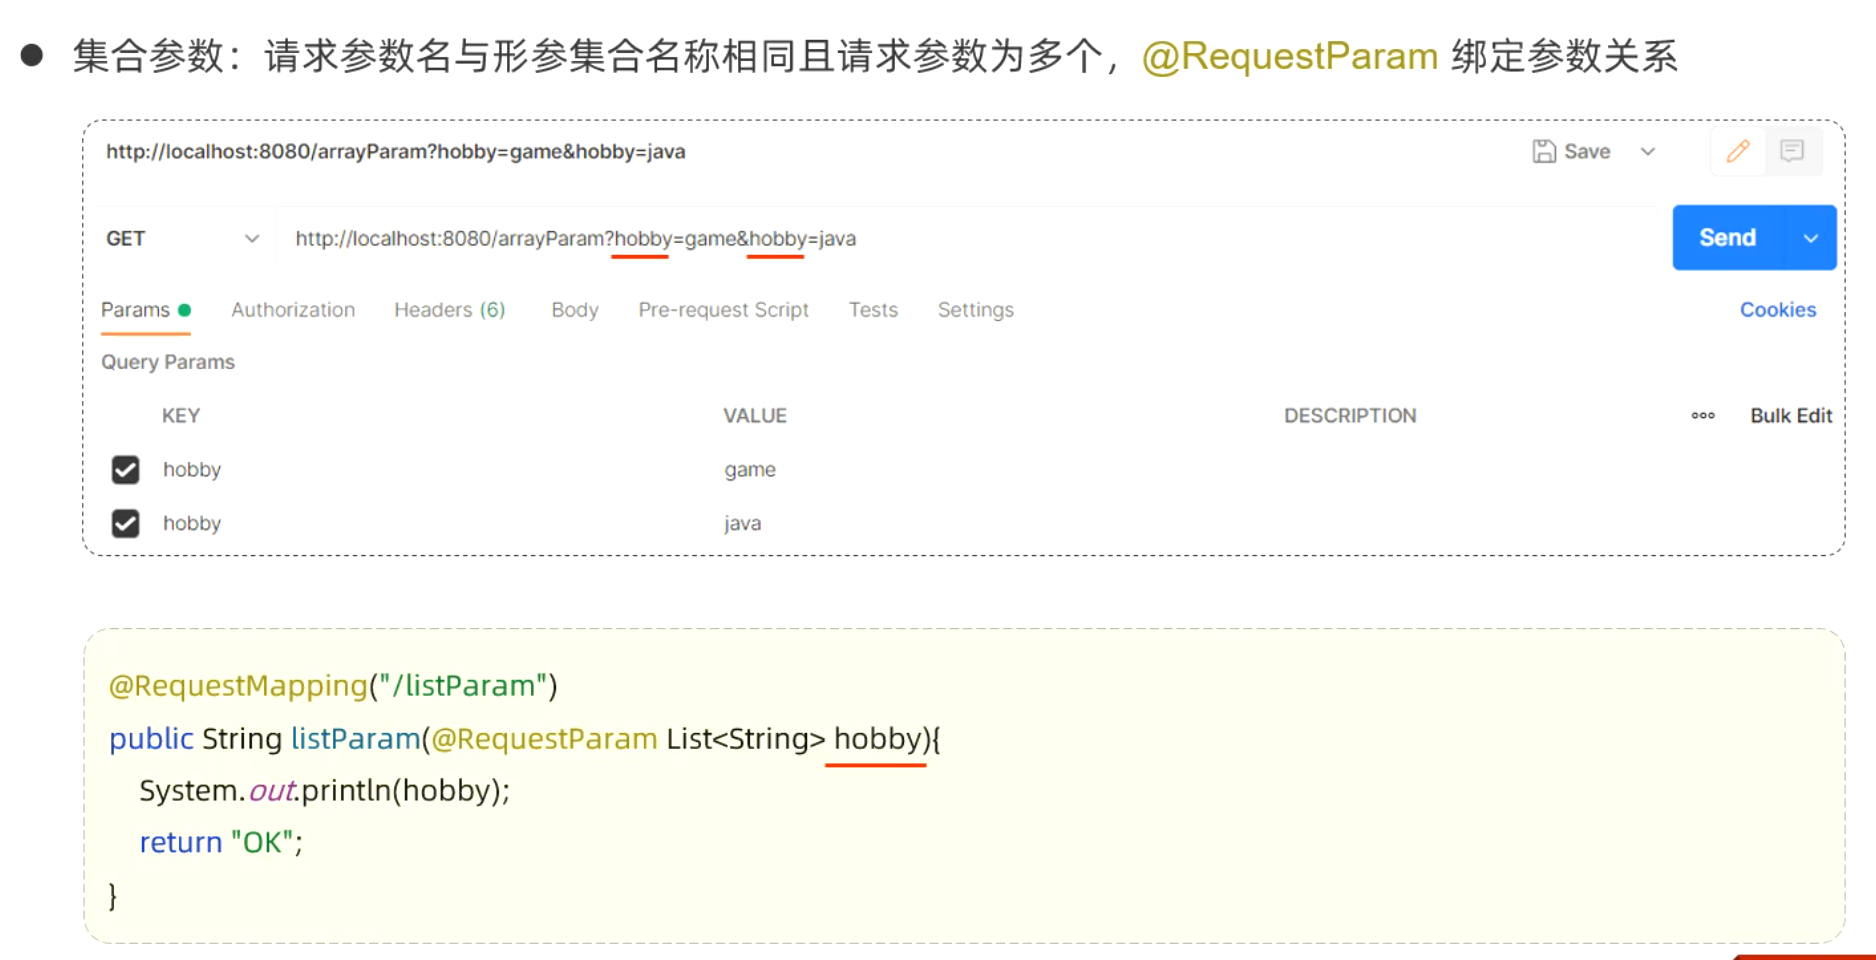 ● 集合参数：请求参数名与形参集合名称相同且请求参数为多个，@RequestParam 绑定参数关系
http://localhost:8080/arrayParam?hobby=game&hobby=java Save
GET http://localhost:8080/arrayParam?hobby=game&hobby=java Send
Params Authorization Headers (6) Body Pre-request Script Tests Settings Cookies
Query Params
KEY VALUE DESCRIPTION ooo Bulk Edit
hobby game
hobby java
@RequestMapping("/listParam")
public String listParam(@RequestParam List<String> hobby){
System.out.println(hobby);
return "OK";
}